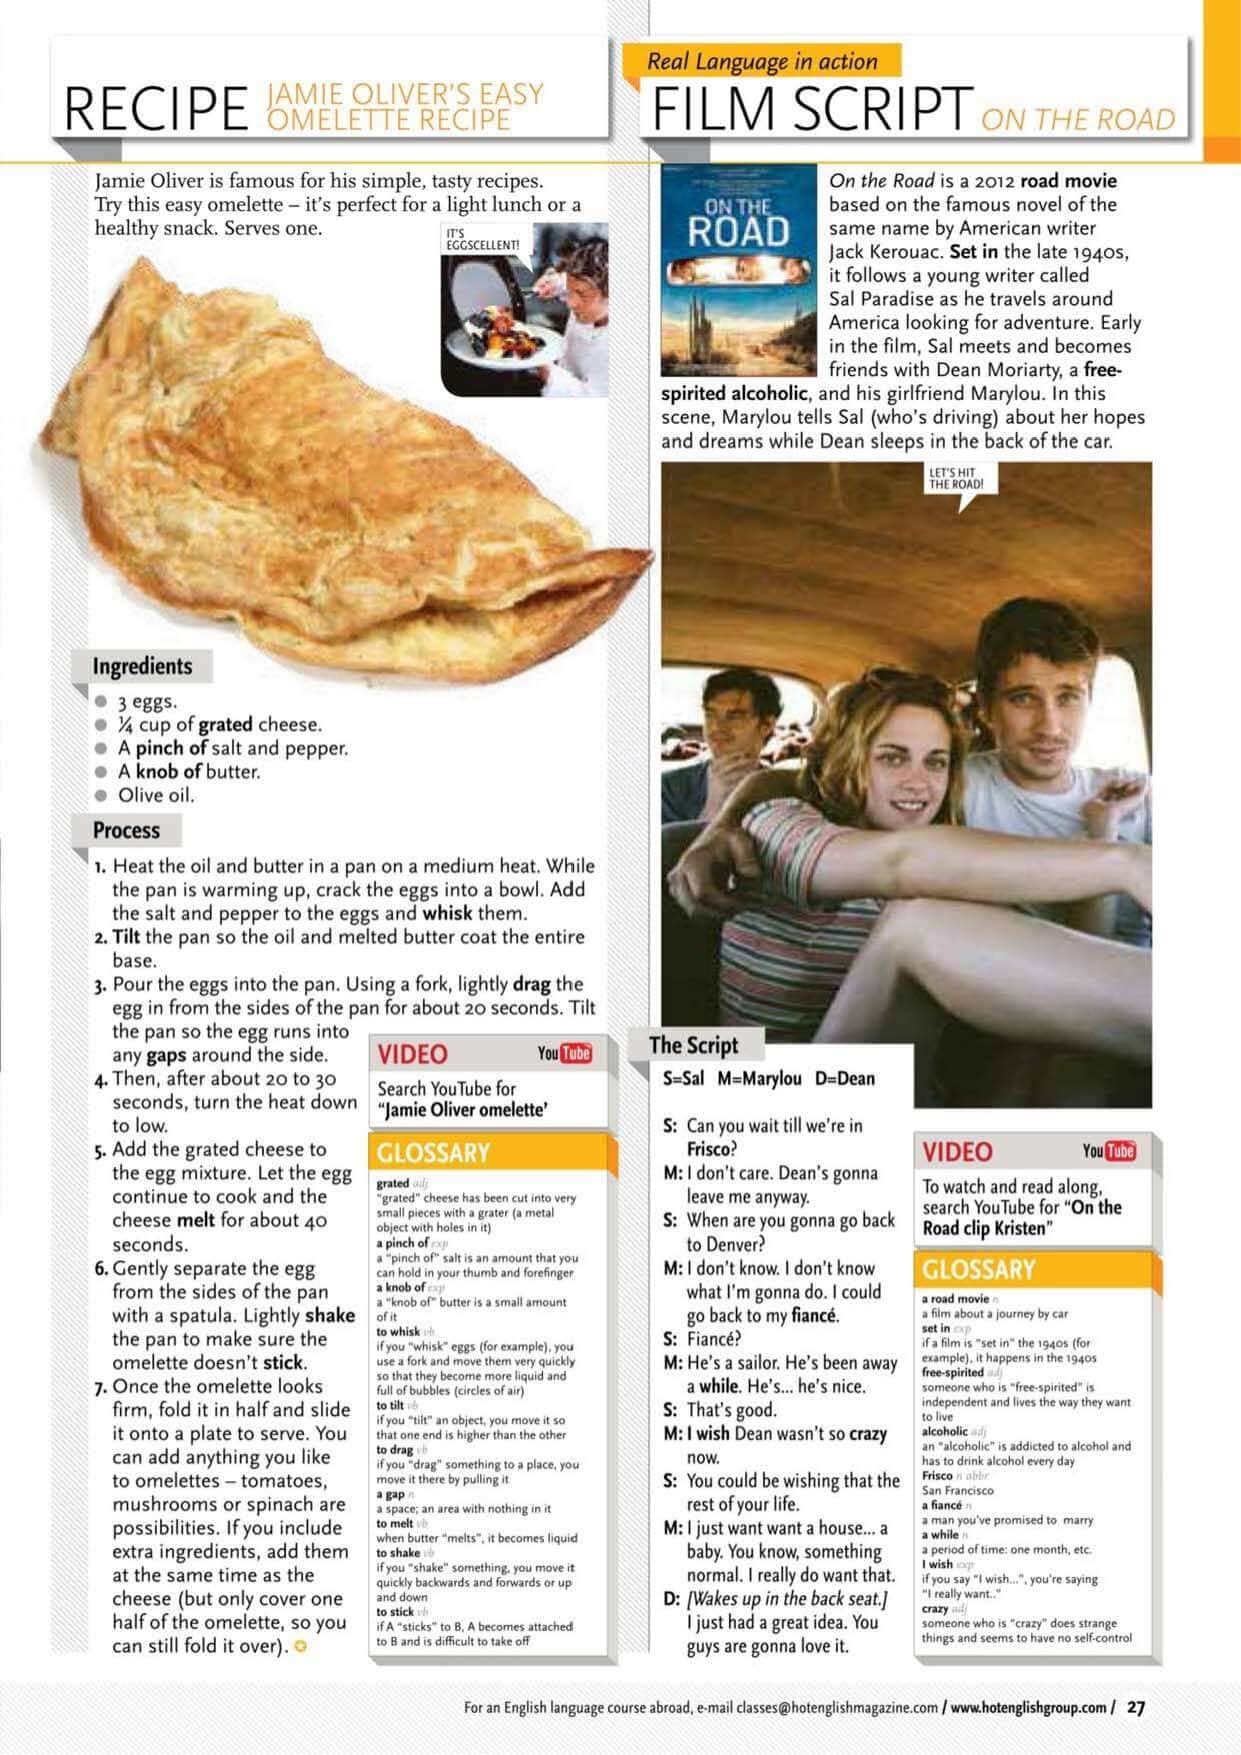 RECIPE JAMIE OLIVER'S EASY
OMELETTE RECIPE
Jamie Oliver is famous for his simple, tasty recipes.
Try this easy omelette – it's perfect for a light lunch or a
healthy snack. Serves one.
IT'S
EGGSCELLENT!
Ingredients
3 eggs.
¼ cup of grated cheese.
A pinch of salt and pepper.
A knob of butter.
Olive oil.
Process
1. Heat the oil and butter in a pan on a medium heat. While
the pan is warming up, crack the eggs into a bowl. Add
the salt and pepper to the eggs and whisk them.
2. Tilt the pan so the oil and melted butter coat the entire
base.
3. Pour the eggs into the pan. Using a fork, lightly drag the
egg in from the sides of the pan for about 20 seconds. Tilt
the pan so the egg runs into
any gaps around the side.
4. Then, after about 20 to 30
seconds, turn the heat down
to low.
5. Add the grated cheese to
the egg mixture. Let the egg
continue to cook and the
cheese melt for about 40
seconds.
6. Gently separate the egg
from the sides of the pan
with a spatula. Lightly shake
the pan to make sure the
omelette doesn't stick.
7. Once the omelette looks
firm, fold it in half and slide
it onto a plate to serve. You
can add anything you like
to omelettes – tomatoes,
mushrooms or spinach are
possibilities. If you include
extra ingredients, add them
at the same time as the
cheese (but only cover one
half of the omelette, so you
can still fold it over).
VIDEO YouTube
Search YouTube for
“Jamie Oliver omelette’
GLOSSARY
grated adj
"grated" cheese has been cut into very
small pieces with a grater (a metal
object with holes in it)
a pinch of exp
a "pinch of" salt is an amount that you
can hold in your thumb and forefinger
a knob of exp
a "knob of" butter is a small amount
of it
to whisk vb
if you "whisk" eggs (for example), you
use a fork and move them very quickly
so that they become more liquid and
full of bubbles (circles of air)
to tilt vb
if you "tilt" an object, you move it so
that one end is higher than the other
to drag vb
if you "drag" something to a place, you
move it there by pulling it
a gap n
a space; an area with nothing in it
to melt vb
when butter "melts", it becomes liquid
to shake vb
if you "shake" something, you move it
quickly backwards and forwards or up
and down
to stick vb
if A "sticks" to B, A becomes attached
to B and is difficult to take off
Real Language in action
FILM SCRIPT ON THE ROAD
ON THE
ROAD
On the Road is a 2012 road movie
based on the famous novel of the
same name by American writer
Jack Kerouac. Set in the late 1940s,
it follows a young writer called
Sal Paradise as he travels around
America looking for adventure. Early
in the film, Sal meets and becomes
friends with Dean Moriarty, a free-
spirited alcoholic, and his girlfriend Marylou. In this
scene, Marylou tells Sal (who's driving) about her hopes
and dreams while Dean sleeps in the back of the car.
LET'S HIT
THE ROAD!
The Script
S=Sal M=Marylou D=Dean
S: Can you wait till we're in
Frisco?
M: I don't care. Dean's gonna
leave me anyway.
S: When are you gonna go back
to Denver?
M: I don't know. I don't know
what I'm gonna do. I could
go back to my fiancé.
S: Fiancé?
M: He's a sailor. He's been away
a while. He's... he's nice.
S: That's good.
M: I wish Dean wasn't so crazy
now.
S: You could be wishing that the
rest of your life.
M: I just want want a house... a
baby. You know, something
normal. I really do want that.
D: [Wakes up in the back seat.]
I just had a great idea. You
guys are gonna love it.
VIDEO YouTube
To watch and read along,
search YouTube for “On the
Road clip Kristen”
GLOSSARY
a road movie n
a film about a journey by car
set in exp
if a film is "set in" the 1940s (for
example), it happens in the 1940s
free-spirited adj
someone who is "free-spirited" is
independent and lives the way they want
to live
alcoholic adj
an "alcoholic" is addicted to alcohol and
has to drink alcohol every day
Frisco n abbr
San Francisco
a fiancé n
a man you've promised to marry
a while n
a period of time: one month, etc.
I wish exp
if you say "I wish...", you're saying
"I really want.."
crazy adj
someone who is "crazy" does strange
things and seems to have no self-control
For an English language course abroad, e-mail classes@hotenglishmagazine.com / www.hotenglishgroup.com / 27